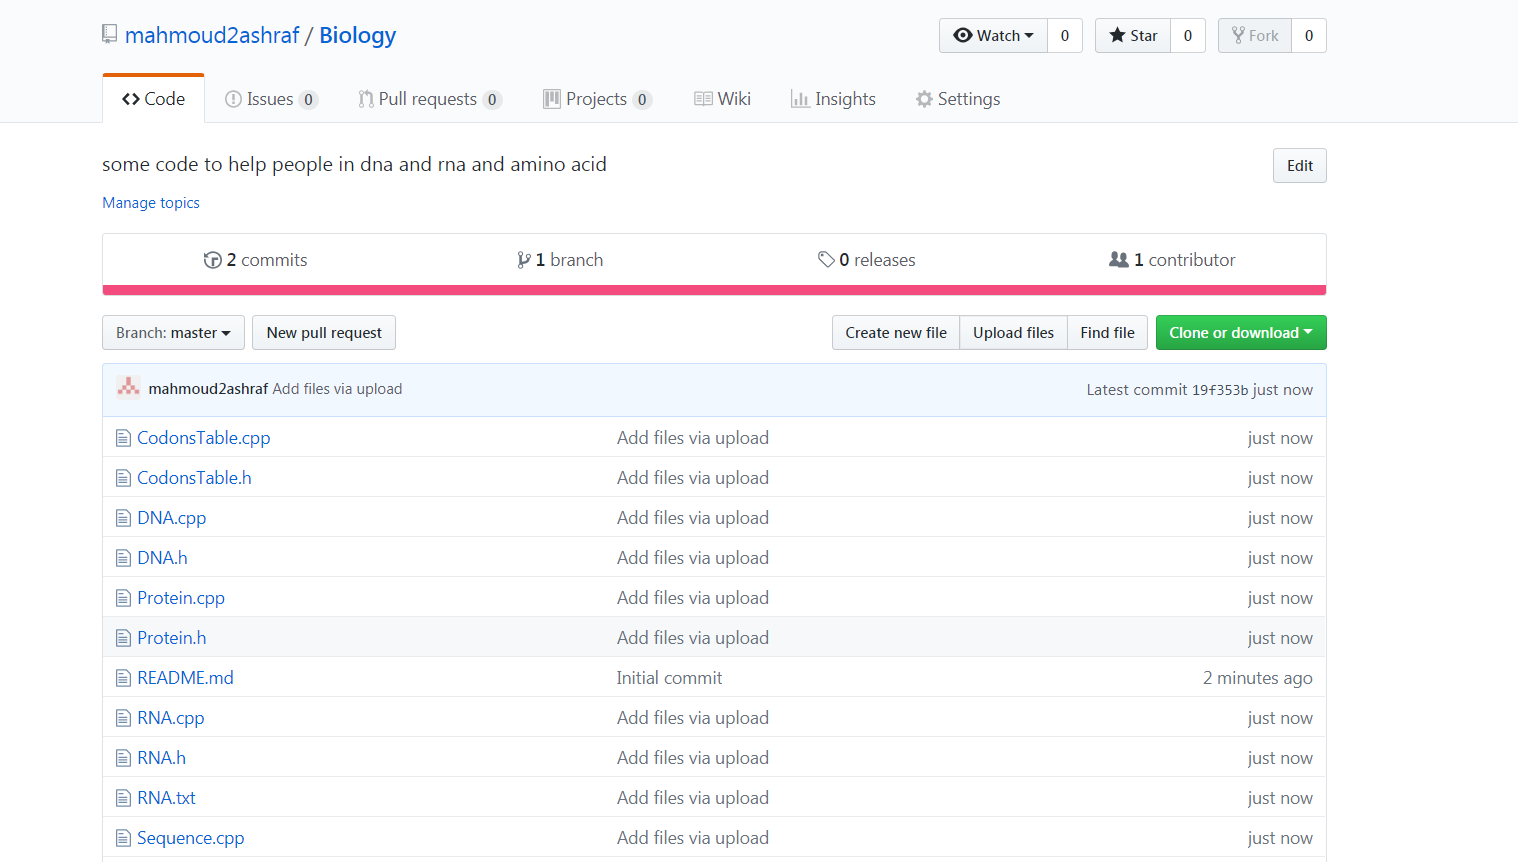 mahmoud2ashraf / Biology
Watch 0 Star 0 Fork 0
Code Issues 0 Pull requests 0 Projects 0 Wiki Insights Settings
some code to help people in dna and rna and amino acid Edit
Manage topics
2 commits 1 branch 0 releases 1 contributor
Branch: master New pull request Create new file Upload files Find file Clone or download
mahmoud2ashraf Add files via upload Latest commit 19f353b just now
CodonsTable.cpp Add files via upload just now
CodonsTable.h Add files via upload just now
DNA.cpp Add files via upload just now
DNA.h Add files via upload just now
Protein.cpp Add files via upload just now
Protein.h Add files via upload just now
README.md Initial commit 2 minutes ago
RNA.cpp Add files via upload just now
RNA.h Add files via upload just now
RNA.txt Add files via upload just now
Sequence.cpp Add files via upload just now